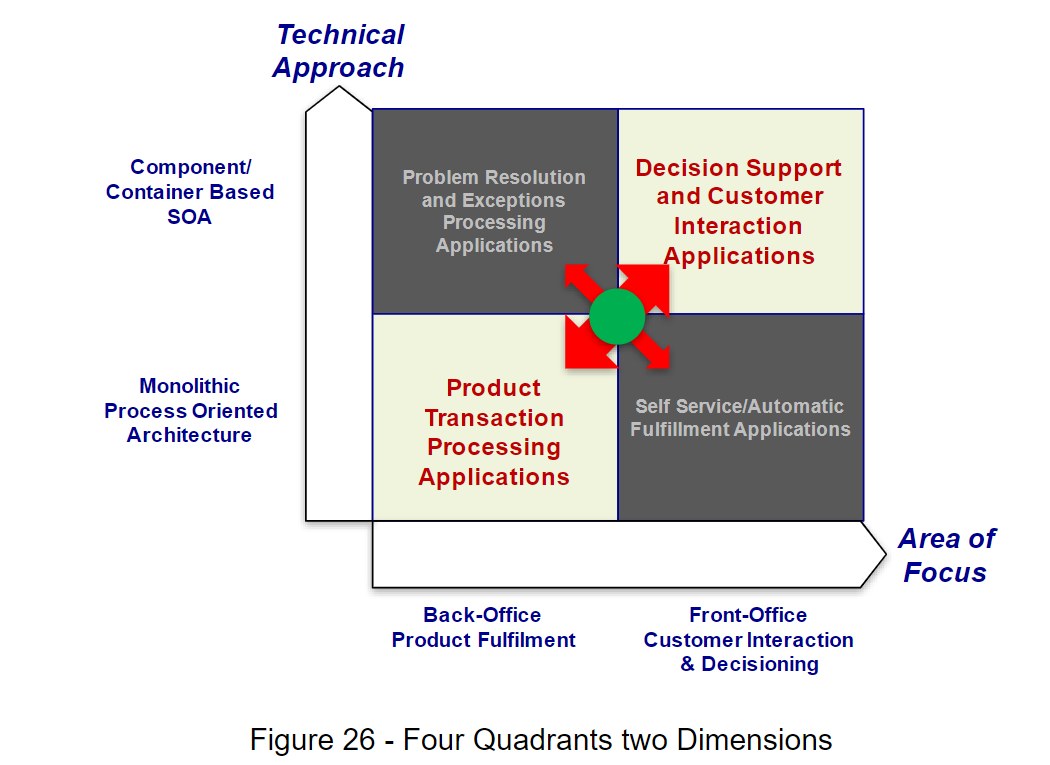 Technical
Approach
Component/
Container Based
SOA
Problem Resolution
and Exceptions
Processing
Applications
Decision Support
and Customer
Interaction
Applications
Monolithic
Process Oriented
Architecture
Product
Transaction
Processing
Applications
Self Service/Automatic
Fulfillment Applications
Area of
Focus
Back-Office
Product Fulfilment
Front-Office
Customer Interaction
& Decisioning
Figure 26 - Four Quadrants two Dimensions